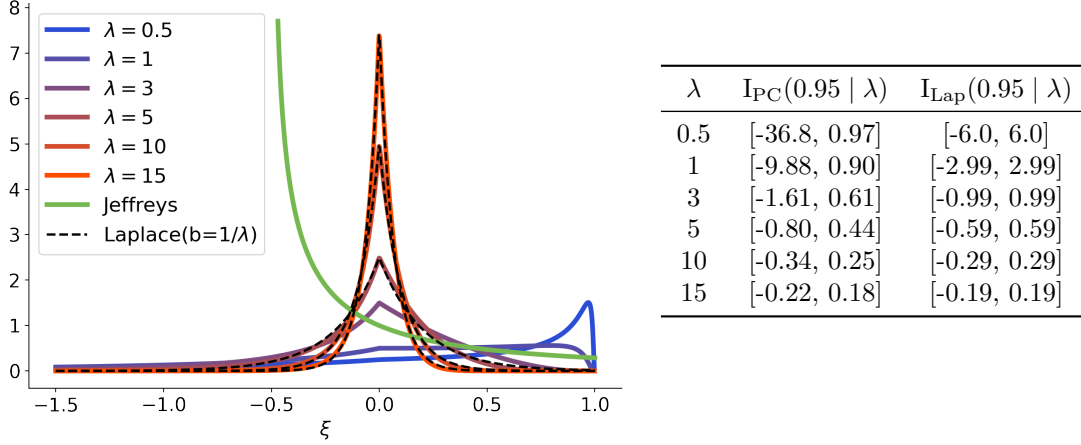 8
7
6
5
4
3
2
1
0
−1.5 −1.0 −0.5 0.0 0.5 1.0
ξ
λ = 0.5
λ = 1
λ = 3
λ = 5
λ = 10
λ = 15
Jeffreys
Laplace(b=1/λ)
λ I_PC(0.95 | λ) I_Lap(0.95 | λ)
0.5 [-36.8, 0.97] [-6.0, 6.0]
1 [-9.88, 0.90] [-2.99, 2.99]
3 [-1.61, 0.61] [-0.99, 0.99]
5 [-0.80, 0.44] [-0.59, 0.59]
10 [-0.34, 0.25] [-0.29, 0.29]
15 [-0.22, 0.18] [-0.19, 0.19]